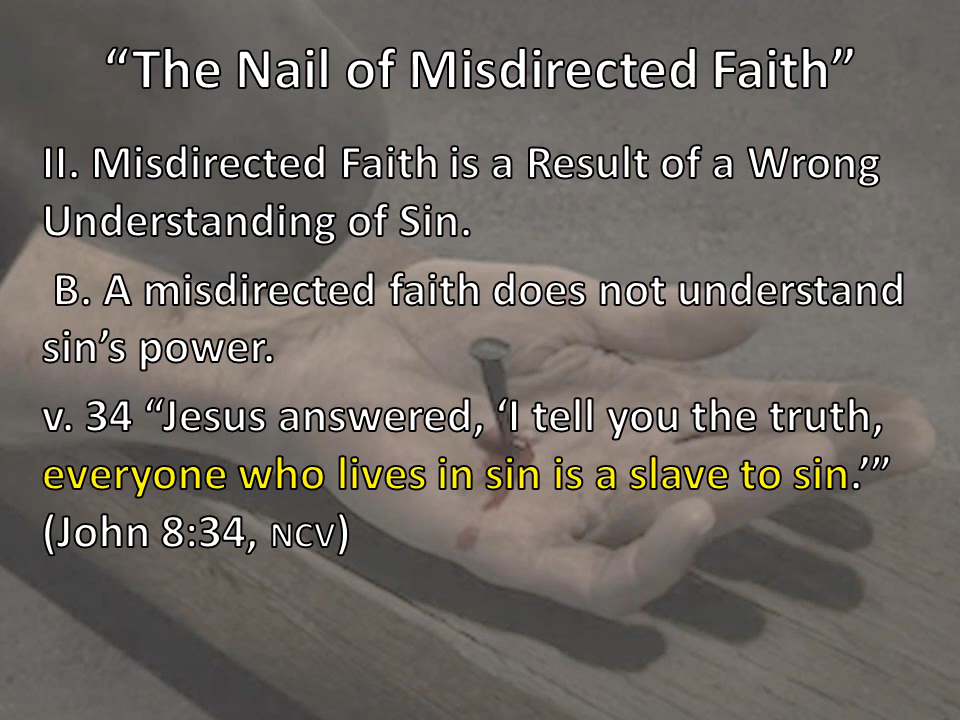 “The Nail of Misdirected Faith”
II. Misdirected Faith is a Result of a Wrong
Understanding of Sin.
B. A misdirected faith does not understand
sin’s power.
v. 34 “Jesus answered, ‘I tell you the truth,
everyone who lives in sin is a slave to sin.’”
(John 8:34, NCV)